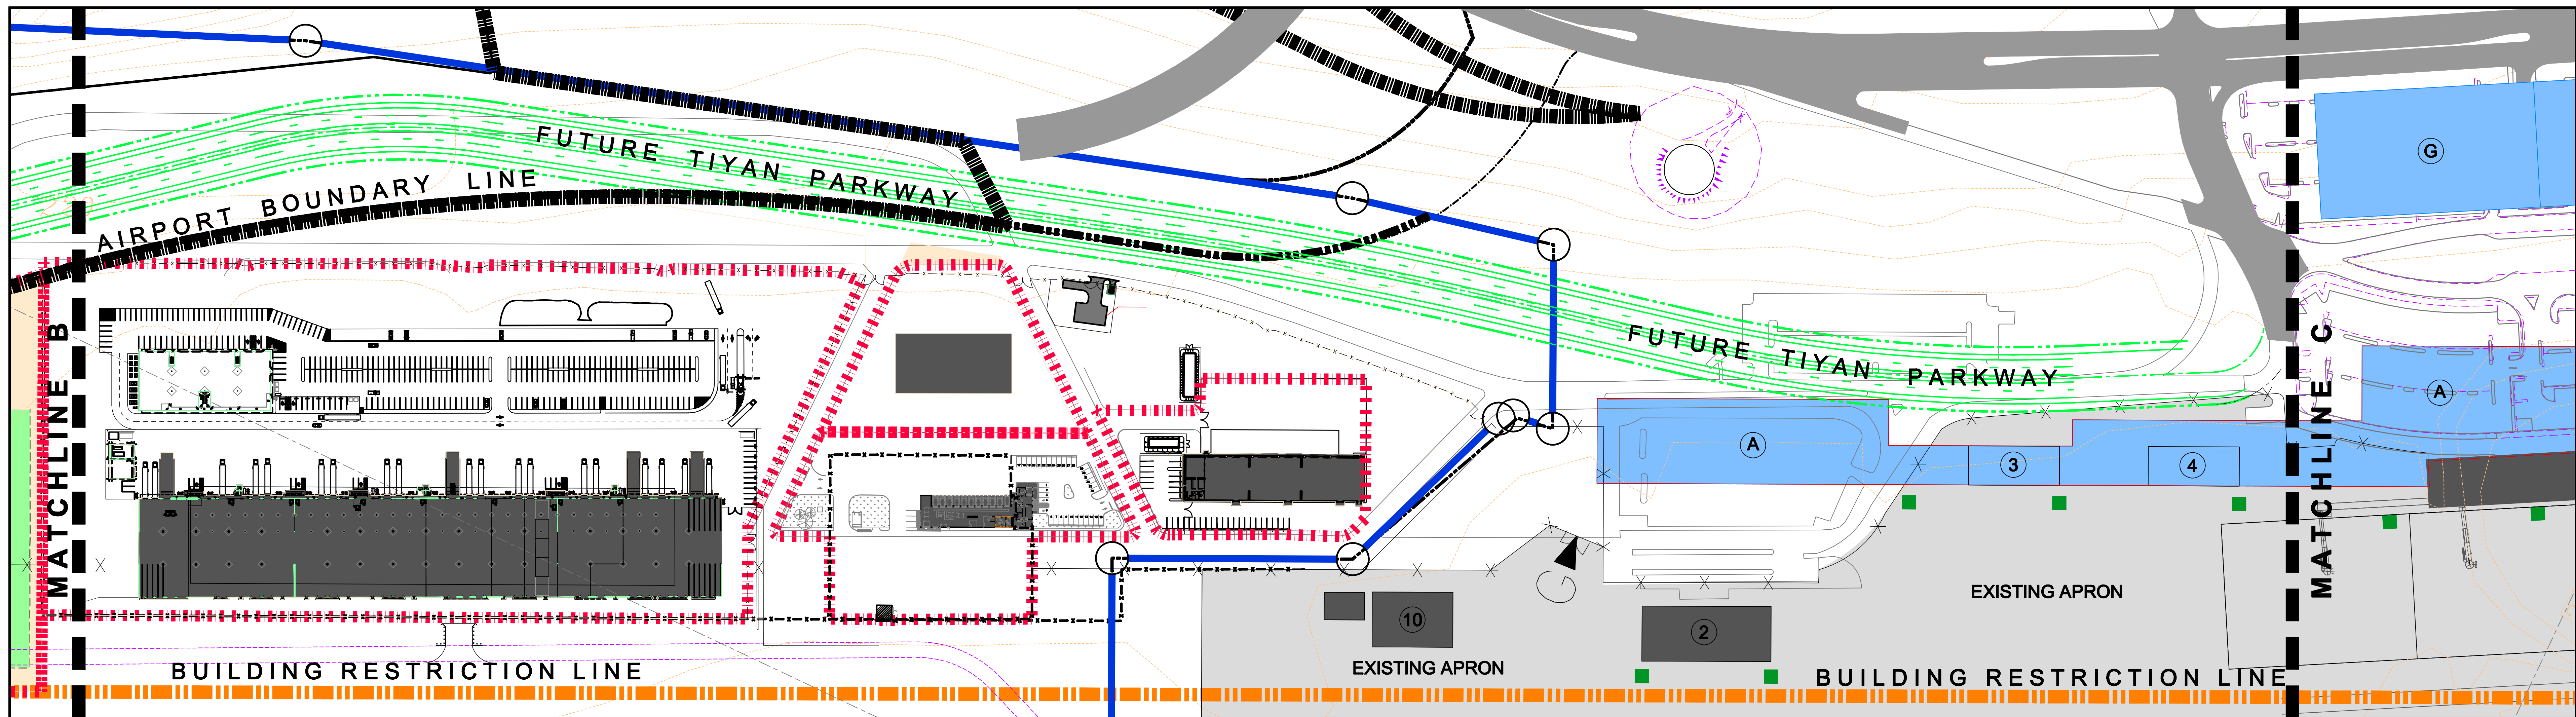 FUTURE TIYAN PARKWAY
AIRPORT BOUNDARY LINE
G
MATCHLINE B
FUTURE TIYAN PARKWAY
MATCHLINE C
A
A
3
4
G
10
2
EXISTING APRON
EXISTING APRON
BUILDING RESTRICTION LINE
BUILDING RESTRICTION LINE